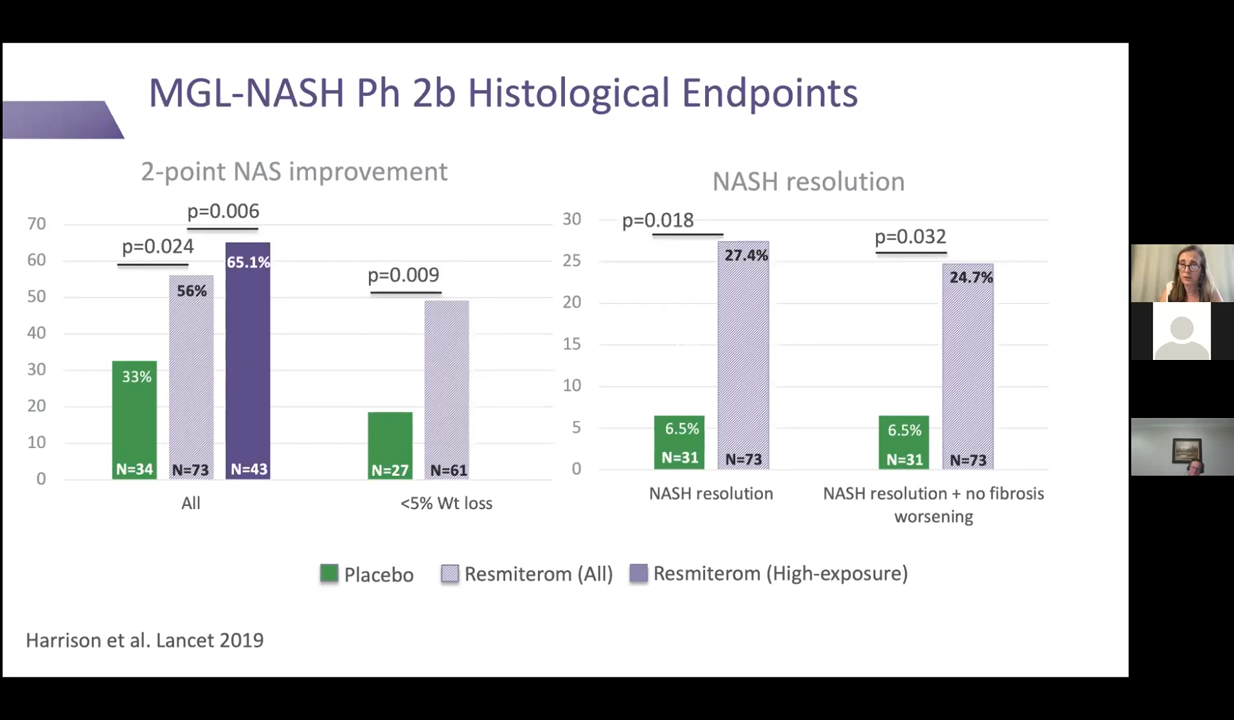 MGL-NASH Ph 2b Histological Endpoints
2-point NAS improvement
p=0.006
p=0.024
p=0.009
70
60
50
40
30
20
10
0
33%
56%
65.1%
N=34
N=73
N=43
N=27
N=61
All
<5% Wt loss
NASH resolution
p=0.018
p=0.032
30
25
20
15
10
5
0
6.5%
27.4%
6.5%
24.7%
N=31
N=73
N=31
N=73
NASH resolution
NASH resolution + no fibrosis
worsening
Placebo
Resmiterom (All)
Resmiterom (High-exposure)
Harrison et al. Lancet 2019